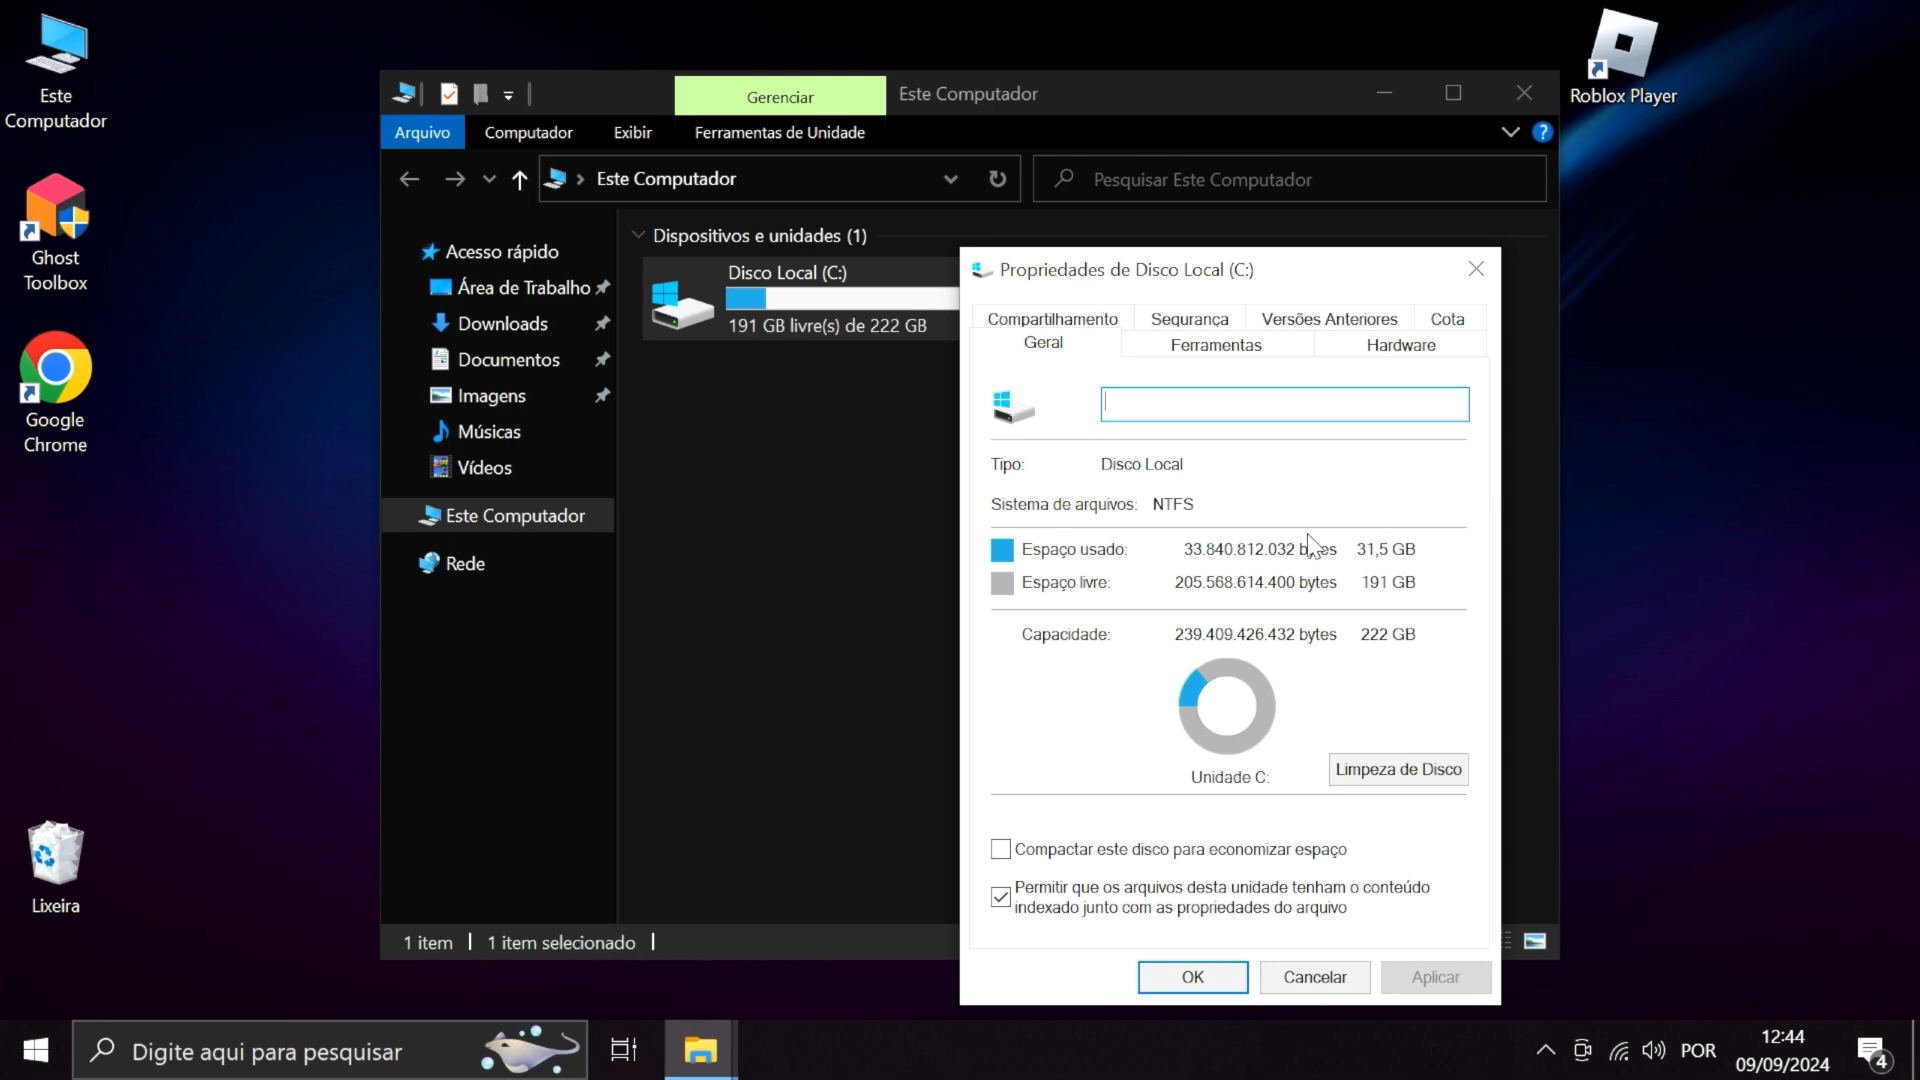 Este
Computador
Ghost
Toolbox
Google
Chrome
Lixeira
Roblox Player
Gerenciar
Este Computador
Arquivo
Computador
Exibir
Ferramentas de Unidade
?
Este Computador
Pesquisar Este Computador
Acesso rápido
Área de Trabalho
Downloads
Documentos
Imagens
Músicas
Vídeos
Este Computador
Rede
Dispositivos e unidades (1)
Disco Local (C:)
191 GB livre(s) de 222 GB
1 item
1 item selecionado
Propriedades de Disco Local (C:)
Compartilhamento Segurança Versões Anteriores Cota
Geral Ferramentas Hardware
Tipo: Disco Local
Sistema de arquivos: NTFS
Espaço usado: 33.840.812.032 bytes 31,5 GB
Espaço livre: 205.568.614.400 bytes 191 GB
Capacidade: 239.409.426.432 bytes 222 GB
Unidade C:
Limpeza de Disco
Compactar este disco para economizar espaço
Permitir que os arquivos desta unidade tenham o conteúdo
indexado junto com as propriedades do arquivo
OK Cancelar Aplicar
Digite aqui para pesquisar
POR
12:44
09/09/2024
4